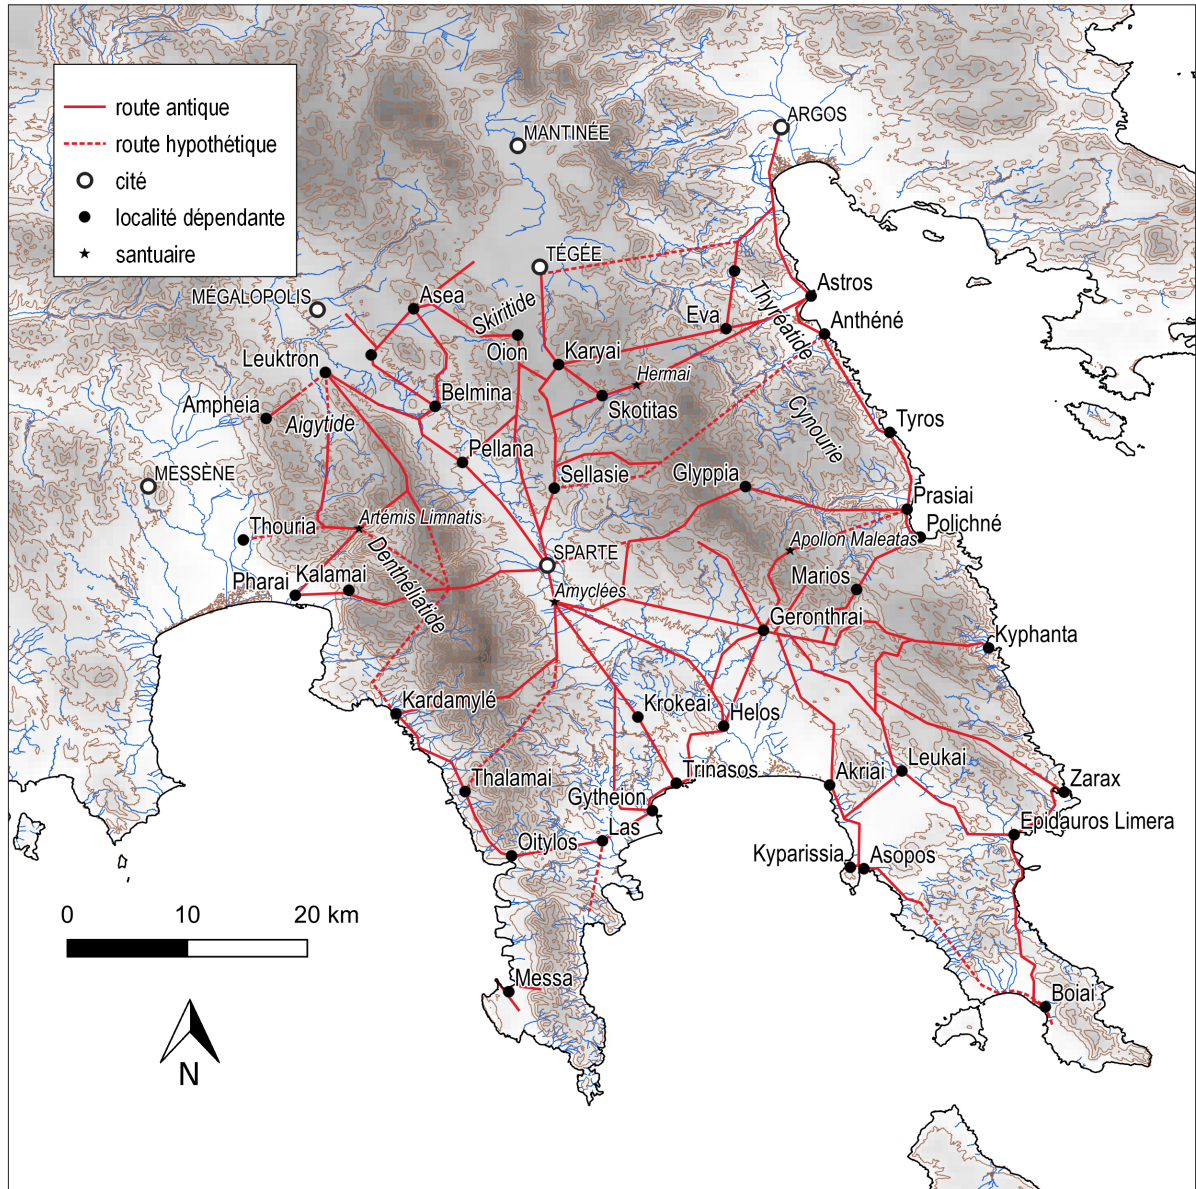 route antique
route hypothétique
cité
localité dépendante
santuaire
ARGOS
MANTINÉE
TÉGÉE
MÉGALOPOLIS
Asea
Skiritide
Astros
Thyréatide
Eva
Anthéné
Oion
Karyai
Leuktron
Hermai
Belmina
Skotitas
Ampheia
Aigytide
Cynourie
Tyros
Pellana
MESSÈNE
Sellasie
Glyppia
Prasiai
Artémis Limnatis
Thouria
Polichné
Apollon Maleatas
Denthéliatide
SPARTE
Pharai
Kalamai
Marios
Amyclées
Geronthrai
Kyphanta
Kardamylé
Krokeai
Helos
Thalamai
Trinasos
Akriai
Leukai
Zarax
Gytheion
Las
Epidauros Limera
Oitylos
Kyparissia
Asopos
0 10 20 km
Messa
Boiai
N